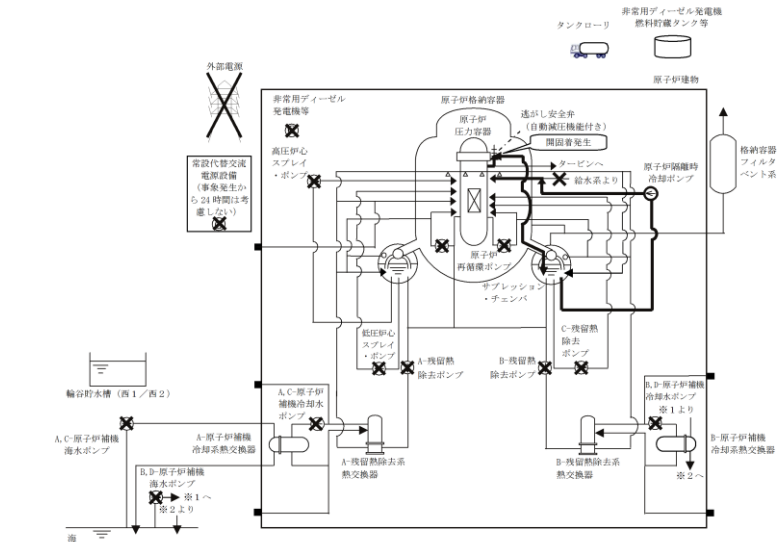 非常用ディーゼル発電機
燃料貯蔵タンク等
タンクローリ
外部電源
原子炉建物
非常用ディーゼル
発電機等
原子炉格納容器
原子炉
圧力容器
逃がし安全弁
(自動減圧機能付き)
開固着発生
高圧炉心
スプレイ
・ポンプ
タービンへ
給水系より
原子炉隔離時
冷却ポンプ
格納容器
フィルタ
ベント系
常設代替交流
電源設備
(事象発生か
ら24時間は考
慮しない)
原子炉
再循環ポンプ
サプレッション
・チェンバ
低圧炉心
スプレイ
・ポンプ
A-残留熱
除去ポンプ
B-残留熱
除去ポンプ
C-残留熱
除去
ポンプ
輪谷貯水槽(西1/西2)
A,C-原子炉
補機冷却水
ポンプ
B,D-原子炉補機
冷却水ポンプ
※1より
A,C-原子炉補機
海水ポンプ
A-原子炉補機
冷却系熱交換器
B-原子炉補機
冷却系熱交換器
A-残留熱除去系
熱交換器
B-残留熱除去系
熱交換器
※2へ
B,D-原子炉補機
海水ポンプ
※1へ
※2より
海